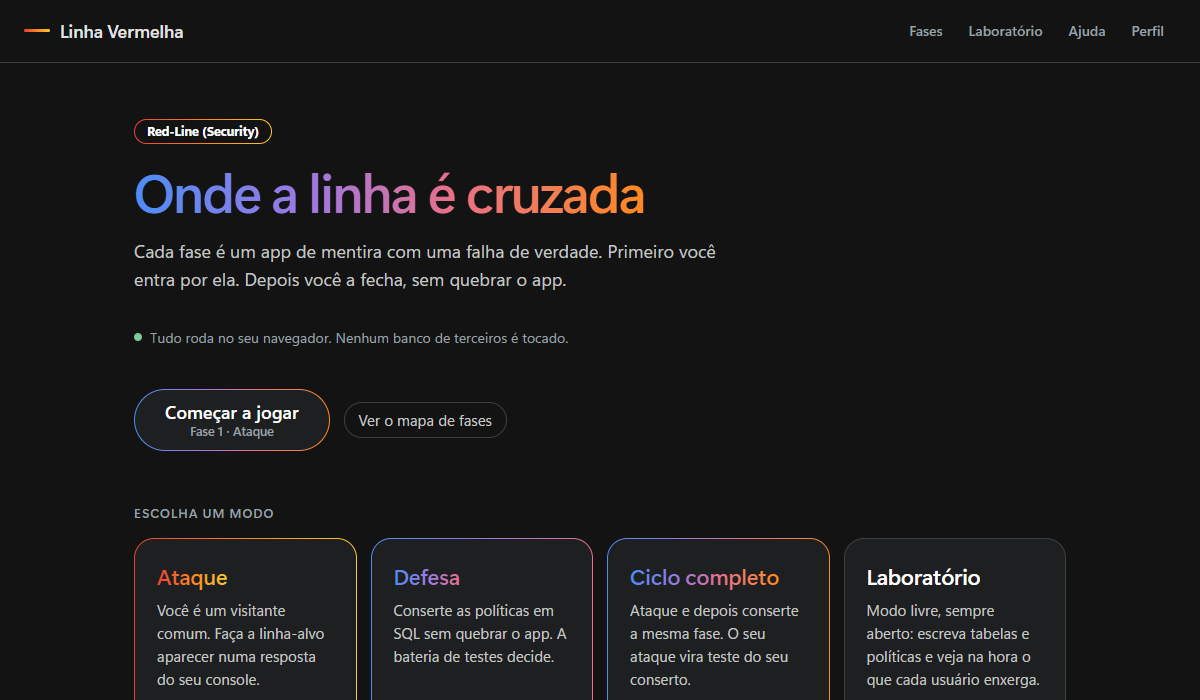 Linha Vermelha
Fases
Laboratório
Ajuda
Perfil
Red-Line (Security)
Onde a linha é cruzada
Cada fase é um app de mentira com uma falha de verdade. Primeiro você
entra por ela. Depois você a fecha, sem quebrar o app.
Tudo roda no seu navegador. Nenhum banco de terceiros é tocado.
Começar a jogar
Fase 1 · Ataque
Ver o mapa de fases
ESCOLHA UM MODO
Ataque
Você é um visitante
comum. Faça a linha-alvo
aparecer numa resposta
do seu console.
Defesa
Conserte as políticas em
SQL sem quebrar o app. A
bateria de testes decide.
Ciclo completo
Ataque e depois conserte
a mesma fase. O seu
ataque vira teste do seu
conserto.
Laboratório
Modo livre, sempre
aberto: escreva tabelas e
políticas e veja na hora o
que cada usuário enxerga.